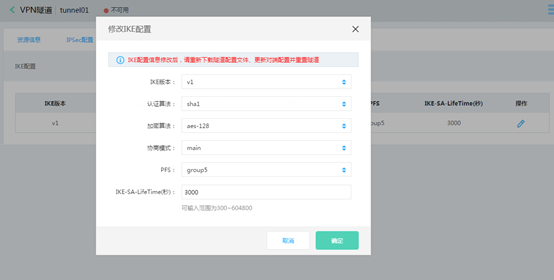 VPN隧道 tunnel01 不可用
资源信息 IPSec配置
IKE配置
IKE版本 PFS IKE-SA-LifeTime(秒) 操作
v1 group5 3000
修改IKE配置
IKE配置信息修改后，请重新下载隧道配置文件、更新对端配置并重置隧道
IKE版本： v1
认证算法： sha1
加密算法： aes-128
协商模式： main
PFS： group5
IKE-SA-LifeTime(秒)： 3000
可输入范围为300~604800
取消 确定